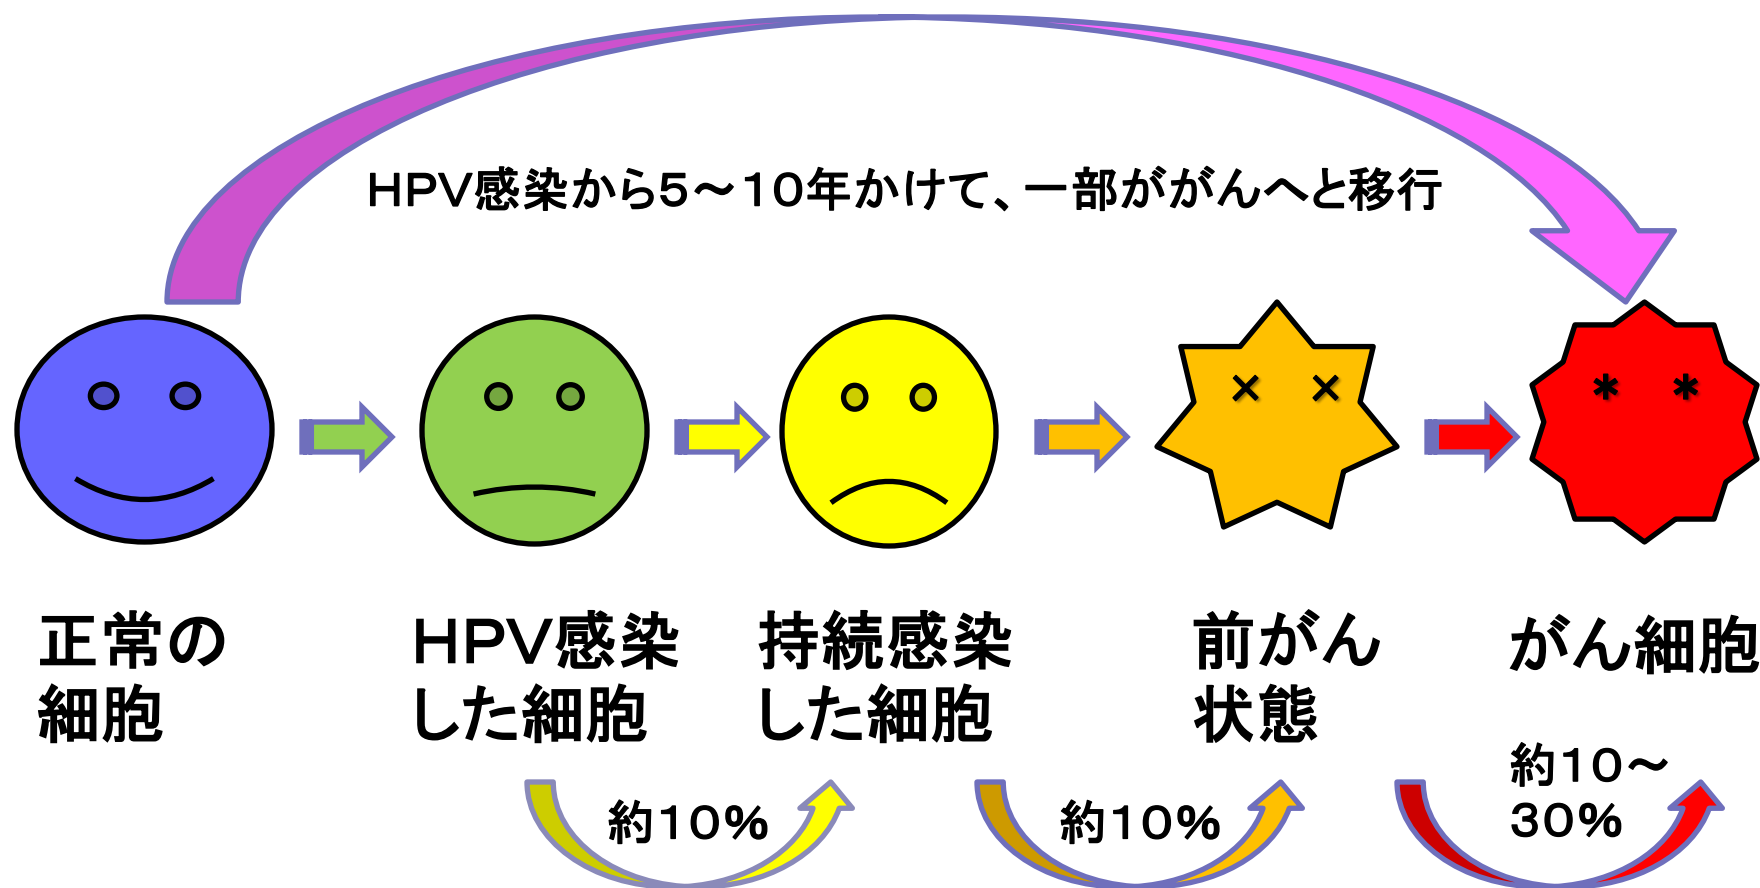 HPV感染から5～10年かけて、一部ががんへと移行
正常の
細胞
HPV感染
した細胞
持続感染
した細胞
前がん
状態
がん細胞
約10%
約10%
約10～
30%